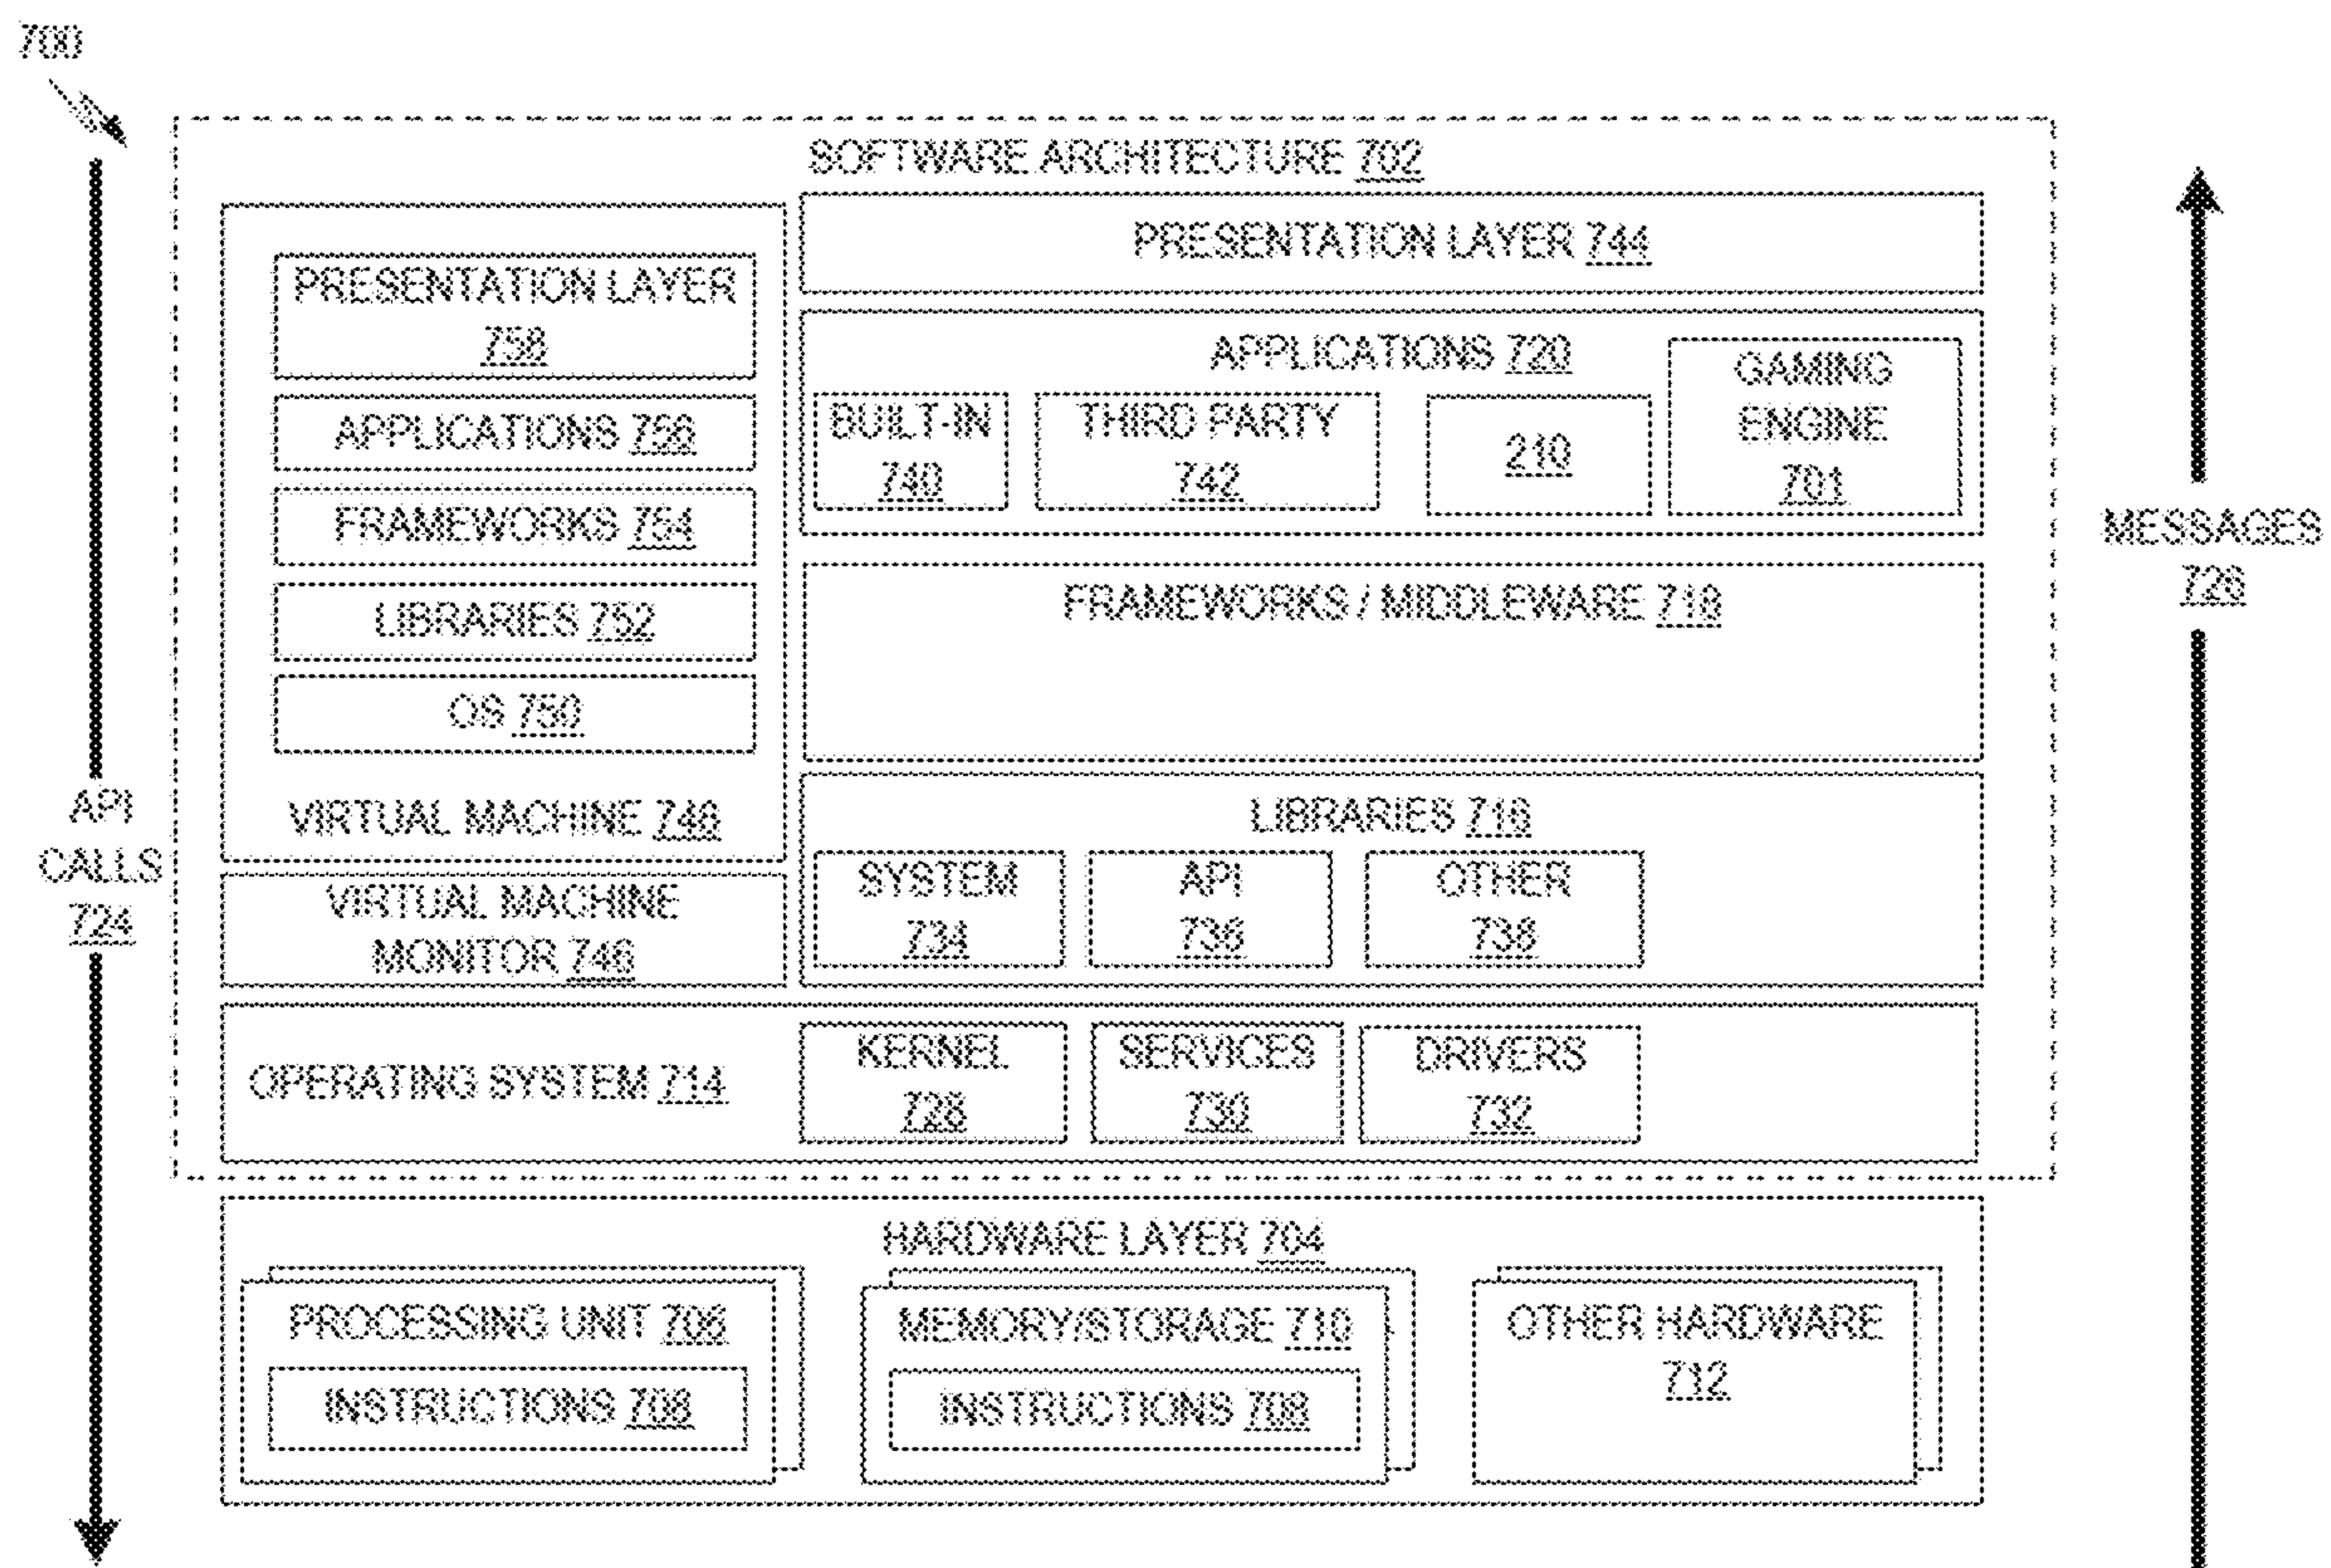 700
SOFTWARE ARCHITECTURE 702
PRESENTATION LAYER
758
APPLICATIONS 756
FRAMEWORKS 754
LIBRARIES 752
OS 750
VIRTUAL MACHINE 748
VIRTUAL MACHINE
MONITOR 746
PRESENTATION LAYER 744
APPLICATIONS 720
BUILT-IN
740
THIRD PARTY
742
210
GAMING
ENGINE
701
FRAMEWORKS / MIDDLEWARE 718
LIBRARIES 716
SYSTEM
734
API
736
OTHER
738
OPERATING SYSTEM 714
KERNEL
728
SERVICES
730
DRIVERS
732
HARDWARE LAYER 704
PROCESSING UNIT 706
INSTRUCTIONS 708
MEMORY/STORAGE 710
INSTRUCTIONS 708
OTHER HARDWARE
712
API
CALLS
724
MESSAGES
726